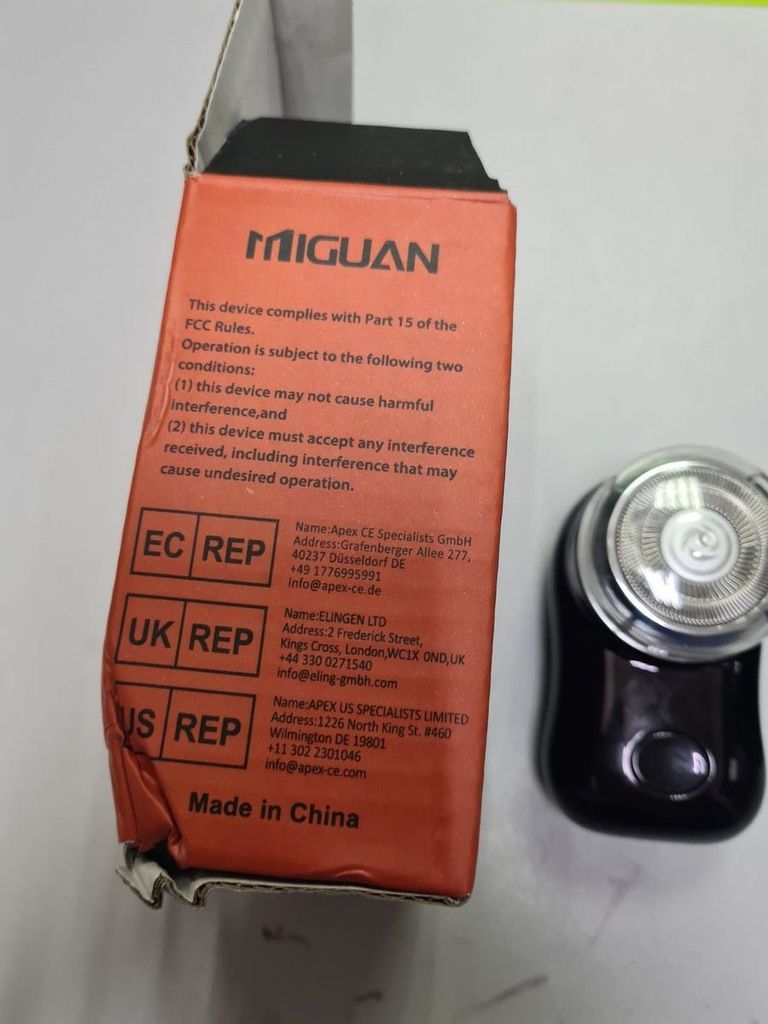 MIGUAN
This device complies with Part 15 of the
FCC Rules.
Operation is subject to the following two
conditions:
(1) this device may not cause harmful
interference,and
(2) this device must accept any interference
received, including interference that may
cause undesired operation.
EC REP
Name:Apex CE Specialists GmbH
Address:Grafenberger Allee 277,
40237 Düsseldorf DE
+49 1776995991
Info@apex-ce.de
UK REP
Name:ELINGEN LTD
Address:2 Frederick Street,
Kings Cross, London,WC1X 0ND,UK
+44 330 0271540
info@eling-gmbh.com
US REP
Name:APEX US SPECIALISTS LIMITED
Address:1226 North King St. #460
Wilmington DE 19801
+11 302 2301046
info@apex-ce.com
Made in China